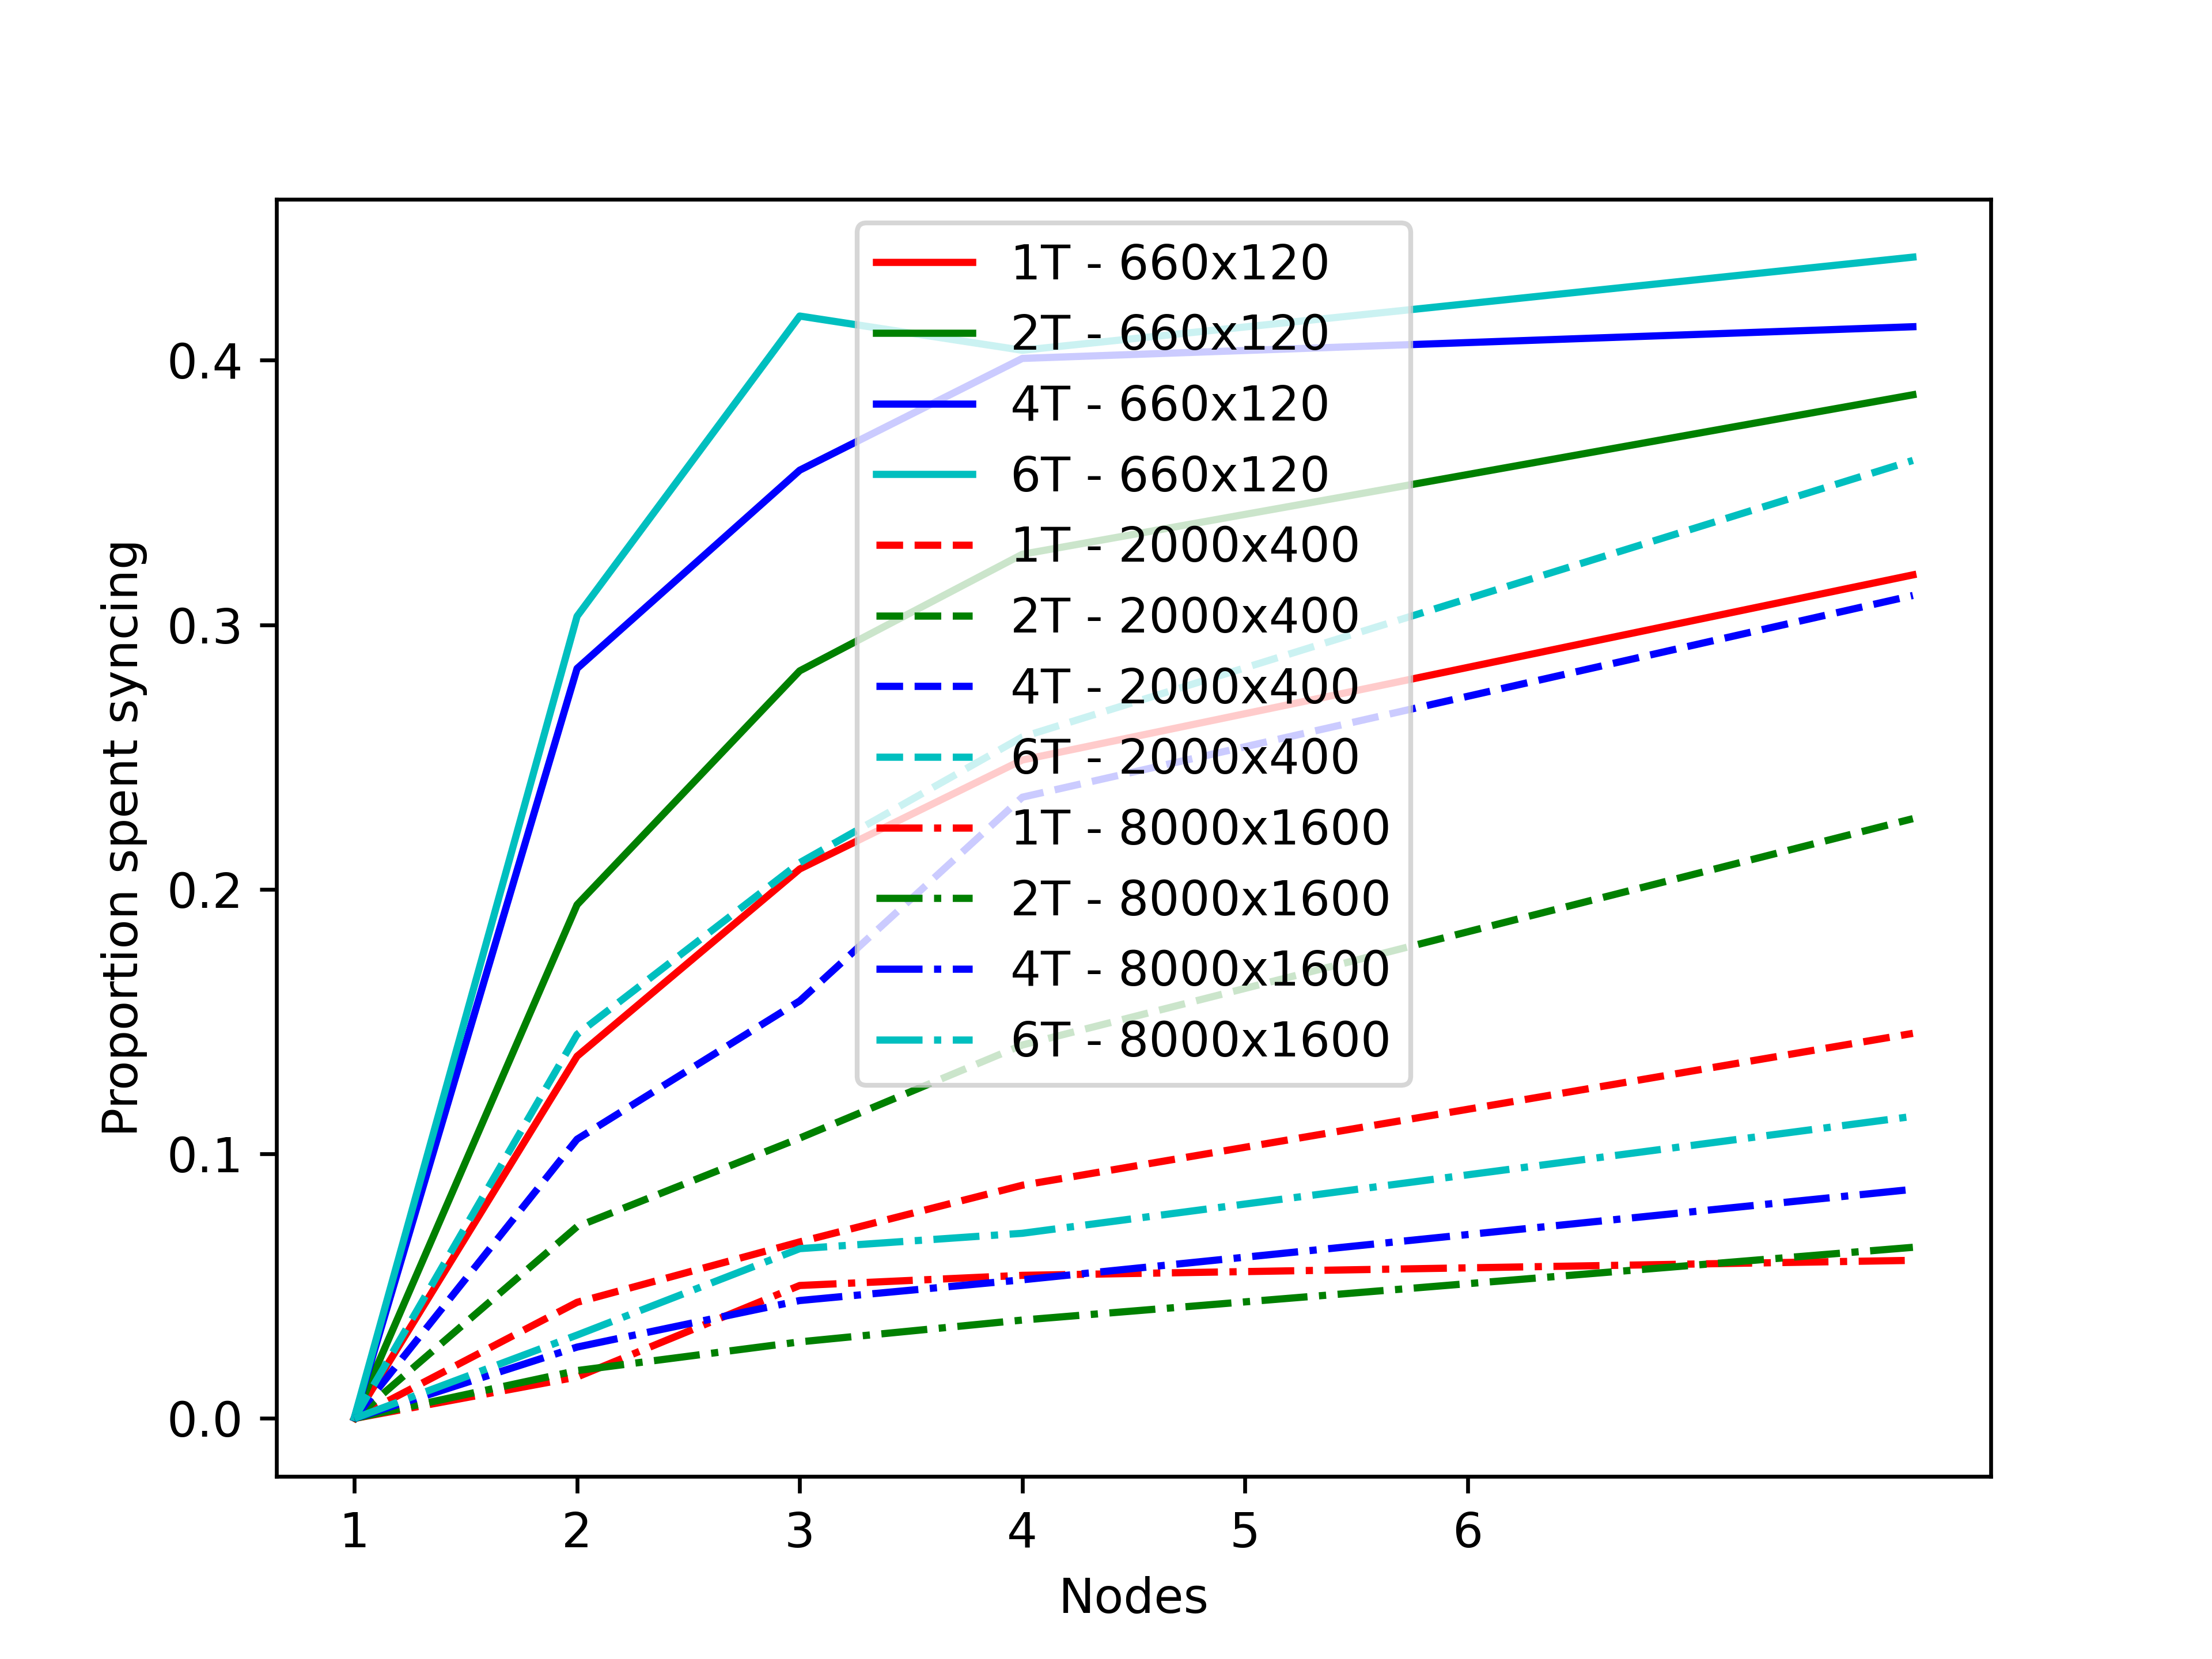 1T - 660x120
2T - 660x120
4T - 660x120
6T - 660x120
1T - 2000x400
2T - 2000x400
4T - 2000x400
6T - 2000x400
1T - 8000x1600
2T - 8000x1600
4T - 8000x1600
6T - 8000x1600
Proportion spent syncing
0.4
0.3
0.2
0.1
0.0
1 2 3 4 5 6
Nodes